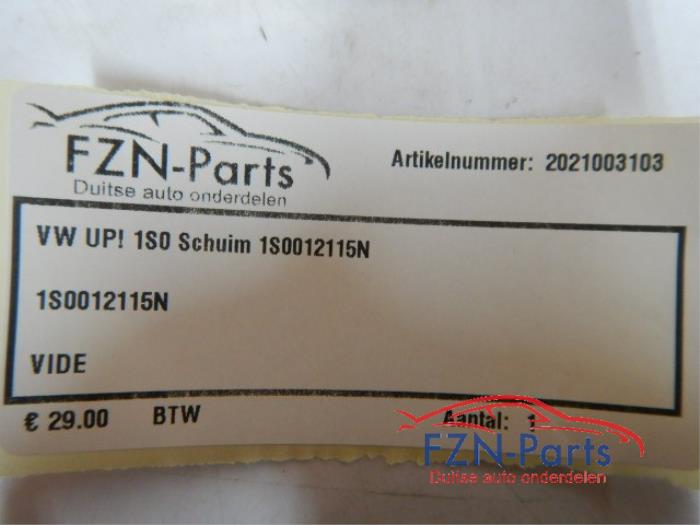 FZN-Parts
Duitse auto onderdelen
Artikelnummer: 2021003103
VW UP! 1S0 Schuim 1S0012115N
1S0012115N
VIDE
€ 29.00 BTW Aantal: 1
FZN-Parts
Duitse auto onderdelen